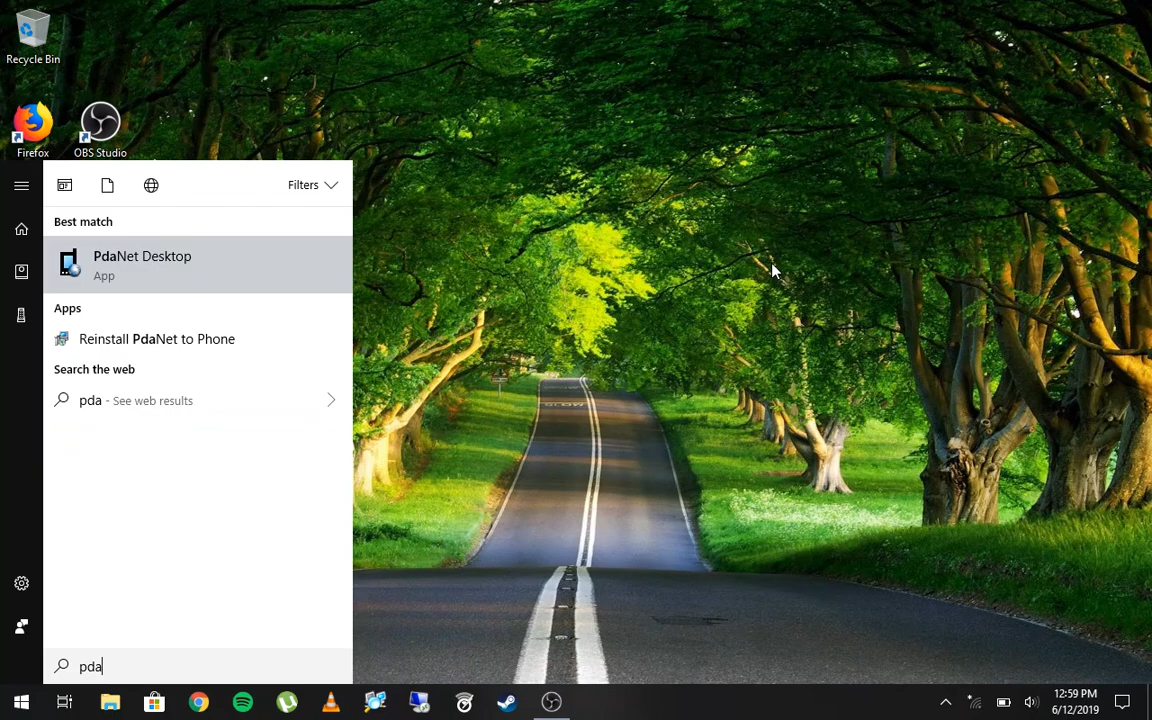 Recycle Bin
Firefox
OBS Studio
Filters
Best match
PdaNet Desktop
App
Apps
Reinstall PdaNet to Phone
Search the web
pda - See web results
pda
SLOW
12:59 PM
6/12/2019